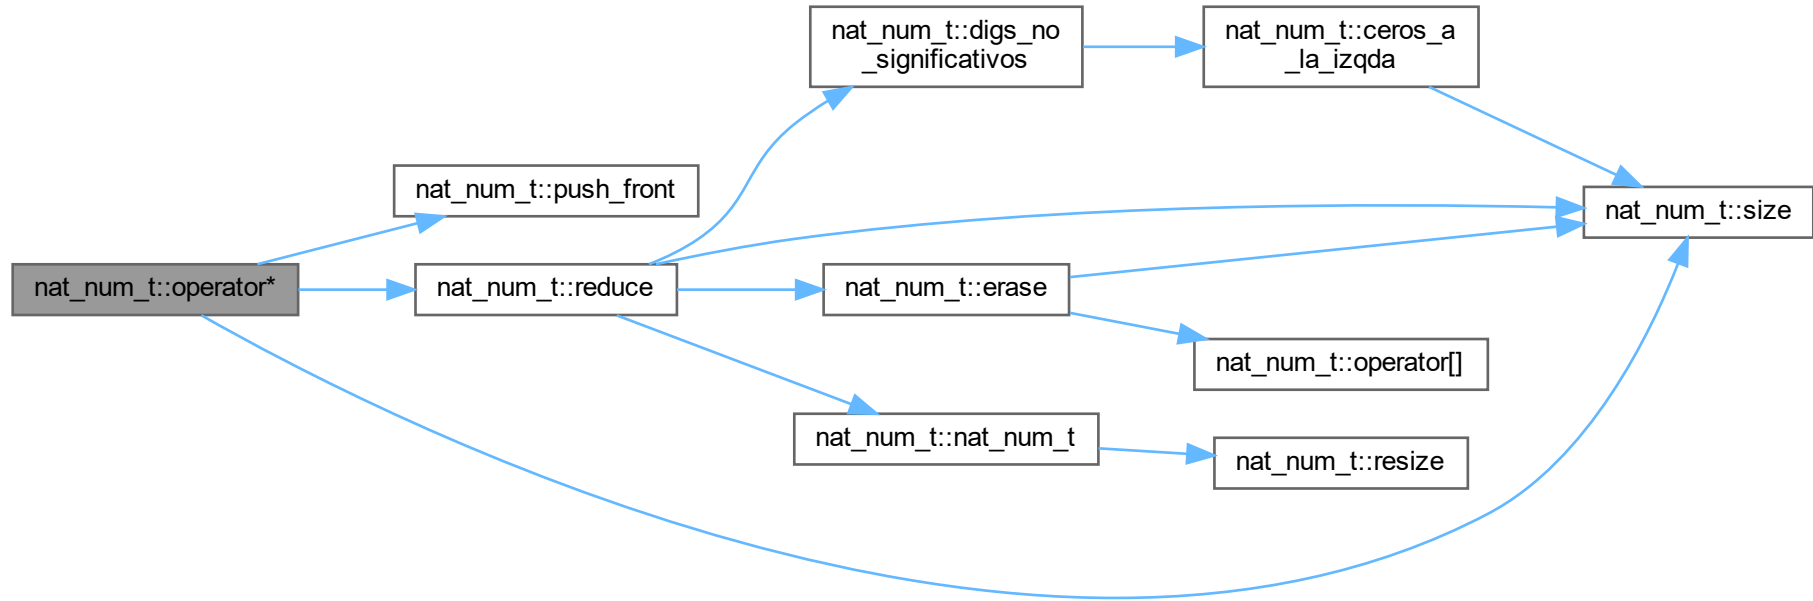 nat_num_t::digs_no
_significativos
nat_num_t::ceros_a
_la_izqda
nat_num_t::push_front
nat_num_t::size
nat_num_t::operator*
nat_num_t::reduce
nat_num_t::erase
nat_num_t::operator[]
nat_num_t::nat_num_t
nat_num_t::resize